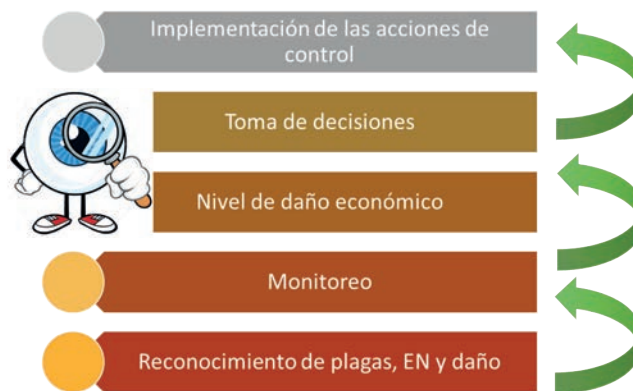 Implementación de las acciones de
control
Toma de decisiones
Nivel de daño económico
Monitoreo
Reconocimiento de plagas, EN y daño